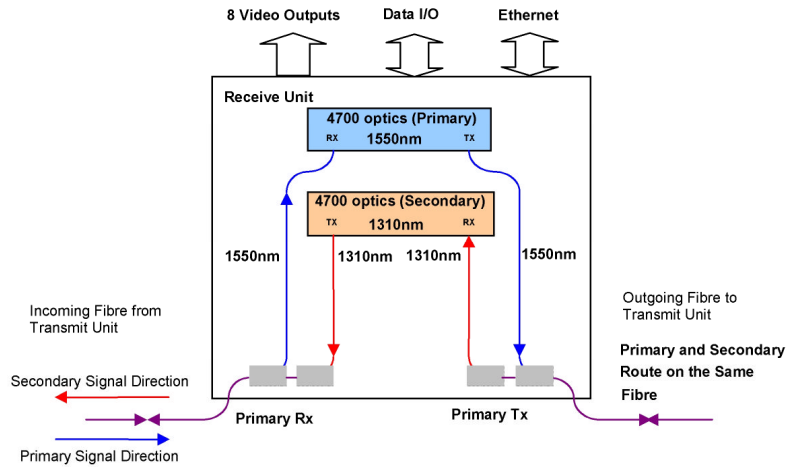 8 Video Outputs
Data I/O
Ethernet
Receive Unit
4700 optics (Primary)
RX 1550nm TX
4700 optics (Secondary)
TX 1310nm RX
1550nm
1310nm
1310nm
1550nm
Incoming Fibre from
Transmit Unit
Outgoing Fibre to
Transmit Unit
Primary and Secondary
Route on the Same
Fibre
Secondary Signal Direction
Primary Rx
Primary Tx
Primary Signal Direction